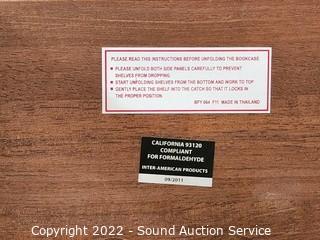 PLEASE READ THIS INSTRUCTIONS BEFORE UNFOLDING THE BOOKCASE
● PLEASE UNFOLD BOTH SIDE PANELS CAREFULLY TO PREVENT
SHELVES FROM DROPPING
● START UNFOLDING SHELVES FROM THE BOTTOM AND WORK TO TOP
● GENTLY PLACE THE SHELF INTO THE CATCH SO THAT IT LOCKS IN
THE PROPER POSITION.
BFY 064 F11 MADE IN THAILAND
CALIFORNIA 93120
COMPLIANT
FOR FORMALDEHYDE
INTER-AMERICAN PRODUCTS
09/2011
Copyright 2022 - Sound Auction Service